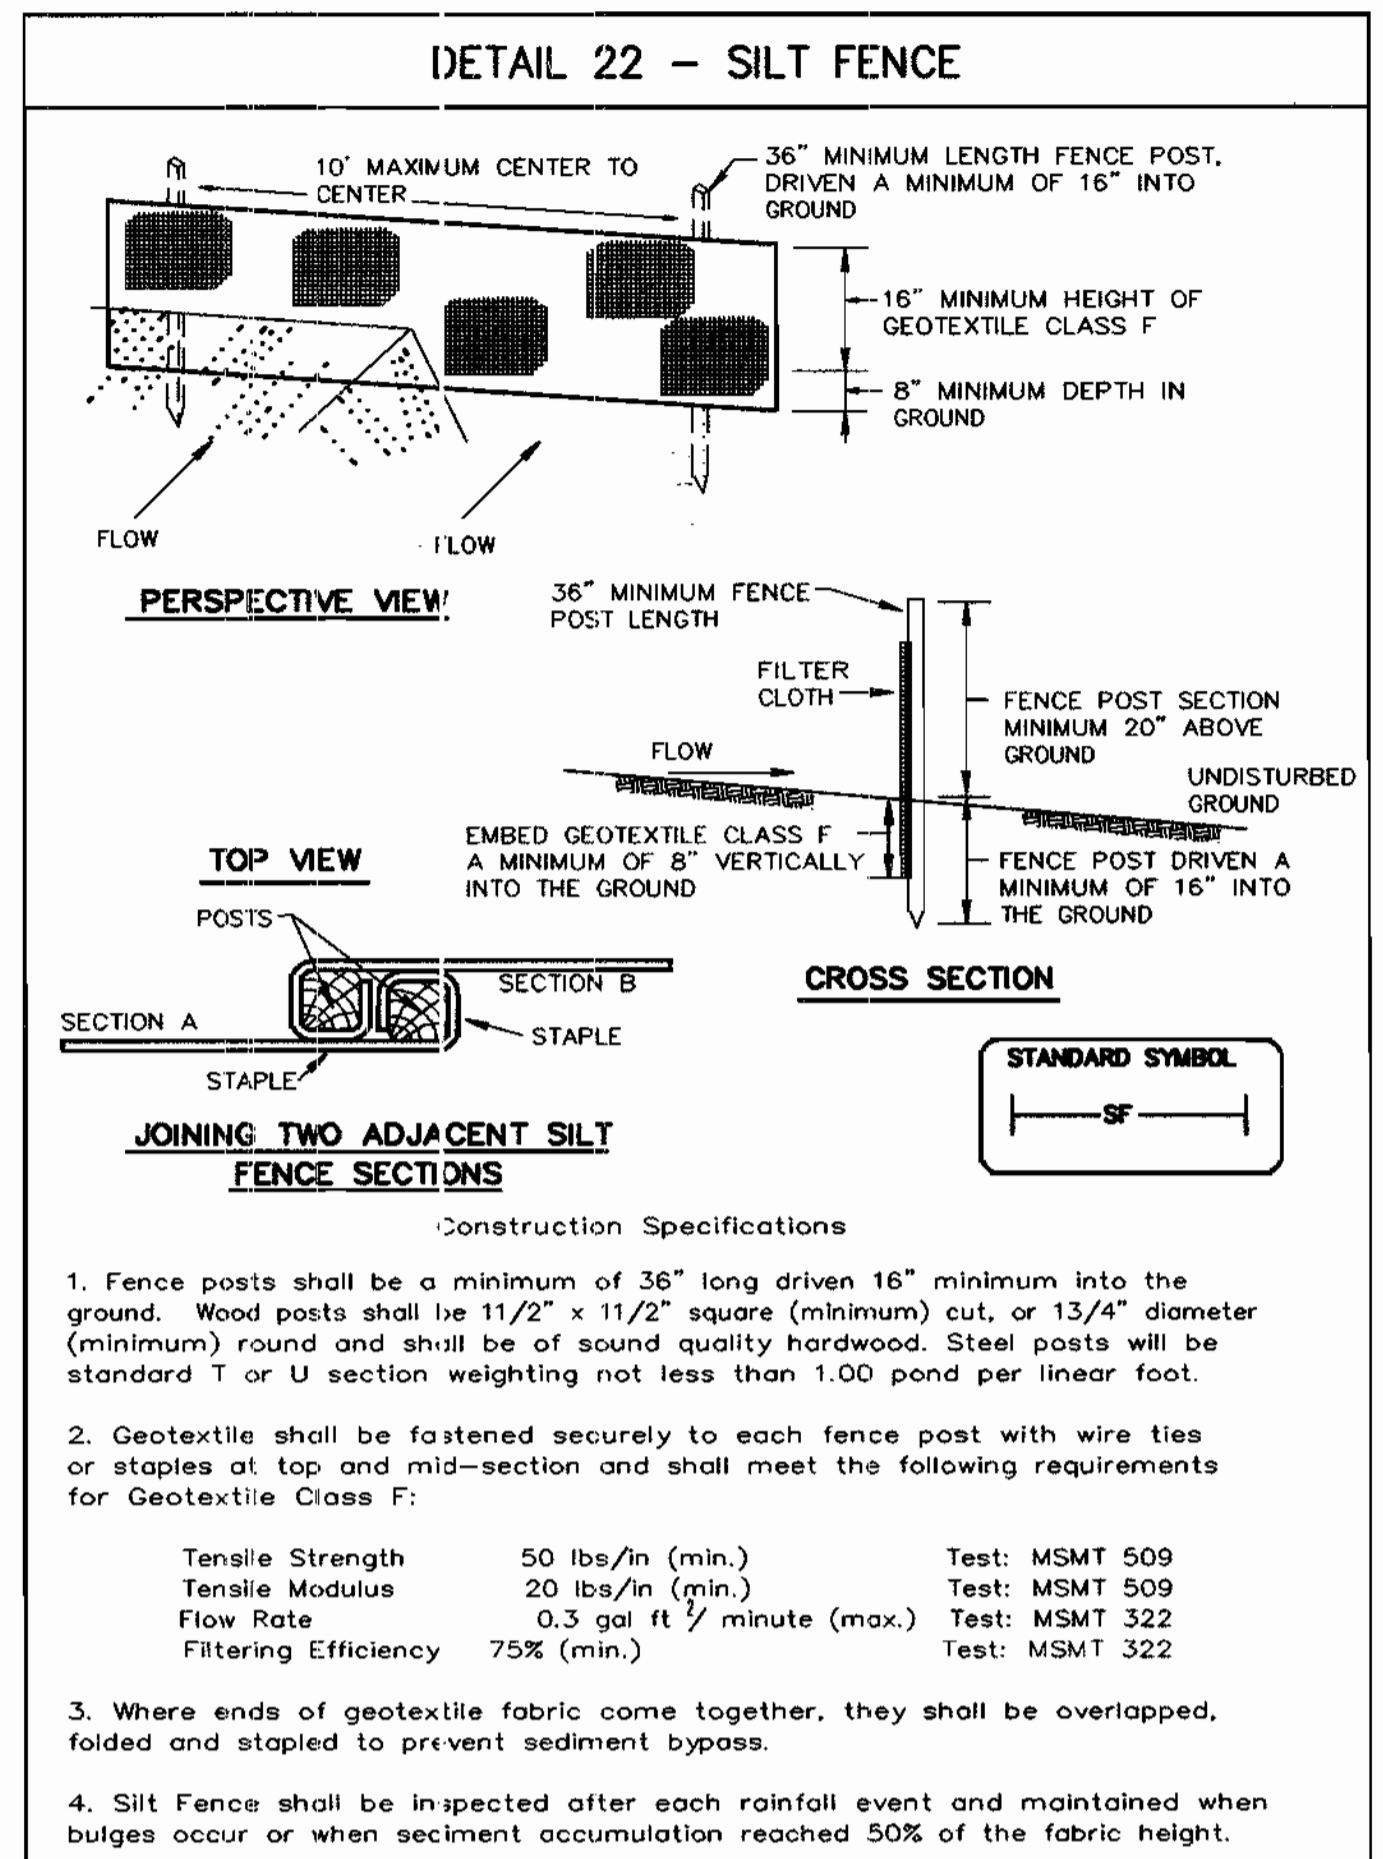 DETAIL 22 - SILT FENCE
10' MAXIMUM CENTER TO
CENTER
36" MINIMUM LENGTH FENCE POST,
DRIVEN A MINIMUM OF 16" INTO
GROUND
16" MINIMUM HEIGHT OF
GEOTEXTILE CLASS F
8" MINIMUM DEPTH IN
GROUND
FLOW
FLOW
PERSPECTIVE VIEW
36" MINIMUM FENCE
POST LENGTH
FILTER
CLOTH
FENCE POST SECTION
MINIMUM 20" ABOVE
GROUND
FLOW
UNDISTURBED
GROUND
EMBED GEOTEXTILE CLASS F
A MINIMUM OF 8" VERTICALLY
INTO THE GROUND
FENCE POST DRIVEN A
MINIMUM OF 16" INTO
THE GROUND
CROSS SECTION
TOP VIEW
POSTS
SECTION B
SECTION A
STAPLE
STAPLE
JOINING TWO ADJACENT SILT
FENCE SECTIONS
STANDARD SYMBOL
SF
Construction Specifications
1. Fence posts shall be a minimum of 36" long driven 16" minimum into the
ground. Wood posts shall be 11/2" x 11/2" square (minimum) cut, or 13/4" diameter
(minimum) round and shall be of sound quality hardwood. Steel posts will be
standard T or U section weighting not less than 1.00 pond per linear foot.
2. Geotextile shall be fastened securely to each fence post with wire ties
or staples at top and mid-section and shall meet the following requirements
for Geotextile Class F:
Tensile Strength 50 lbs/in (min.) Test: MSMT 509
Tensile Modulus 20 lbs/in (min.) Test: MSMT 509
Flow Rate 0.3 gal ft ²/ minute (max.) Test: MSMT 322
Filtering Efficiency 75% (min.) Test: MSMT 322
3. Where ends of geotextile fabric come together, they shall be overlapped,
folded and stapled to prevent sediment bypass.
4. Silt Fence shall be inspected after each rainfall event and maintained when
bulges occur or when seciment accumulation reached 50% of the fabric height.